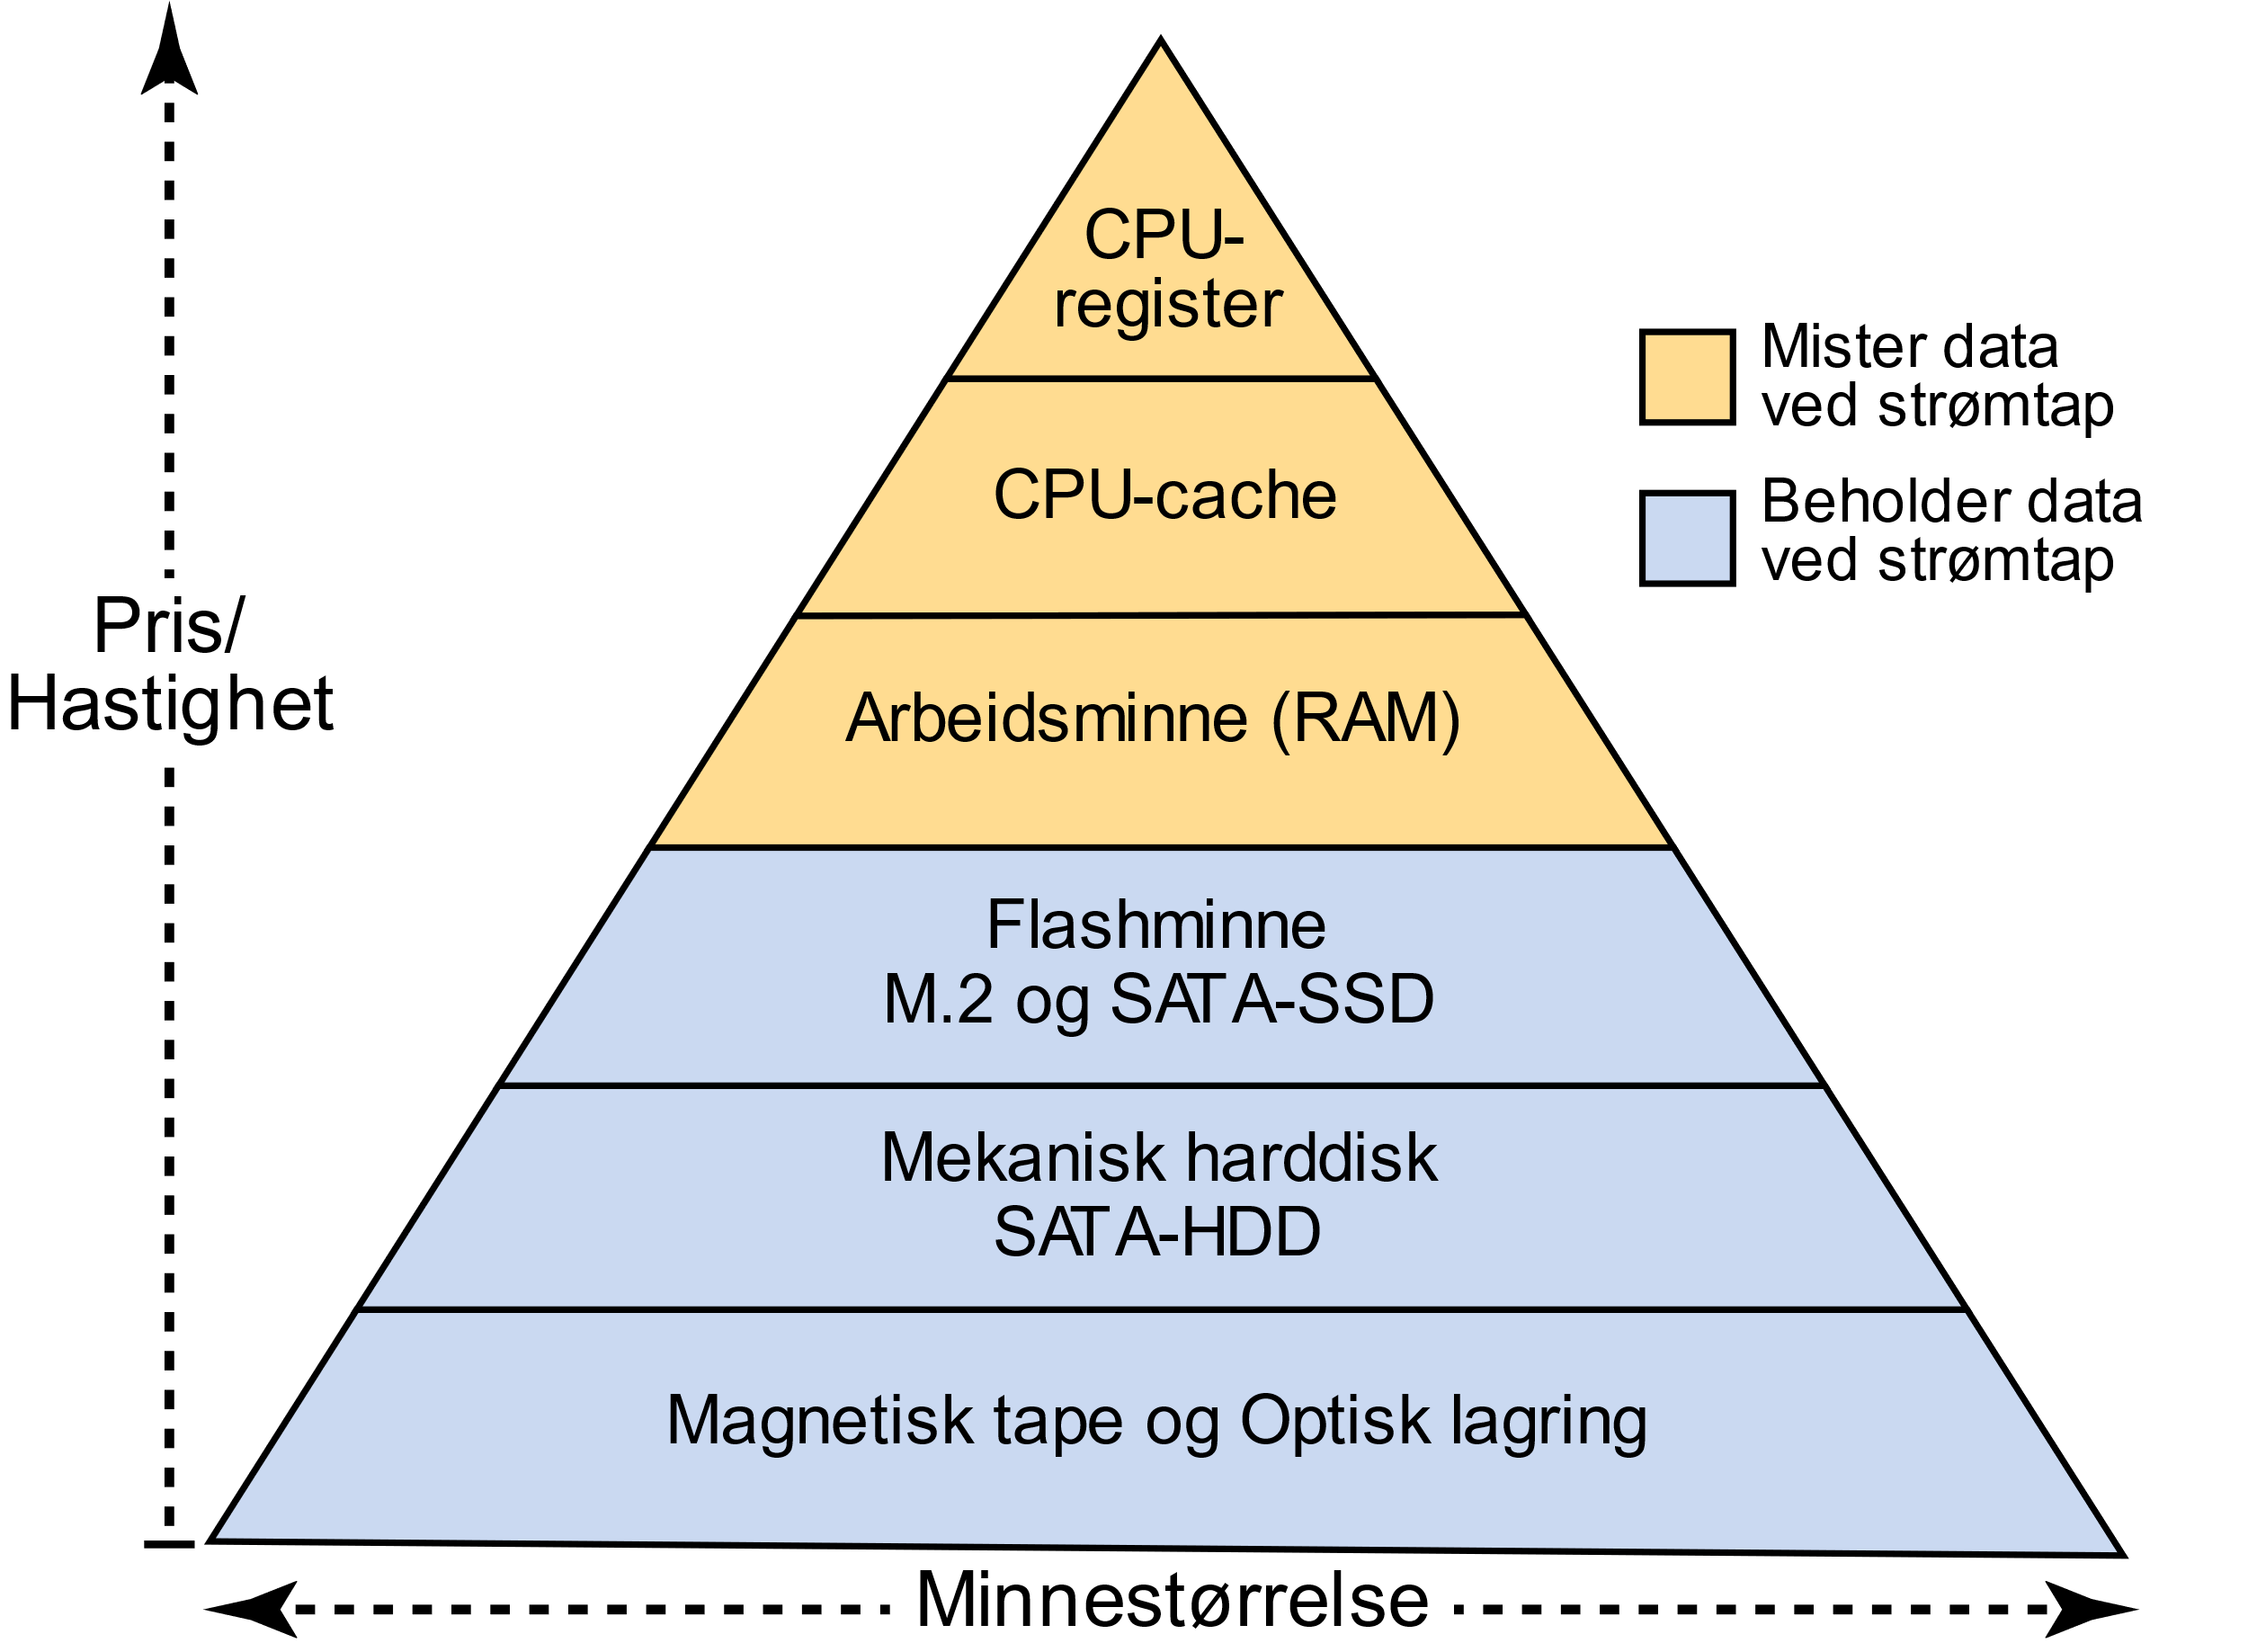 CPU-
register
CPU-cache
Arbeidsminne (RAM)
Flashminne
M.2 og SATA-SSD
Mekanisk harddisk
SATA-HDD
Magnetisk tape og Optisk lagring
Pris/
Hastighet
Minnestørrelse
Mister data
ved strømtap
Beholder data
ved strømtap